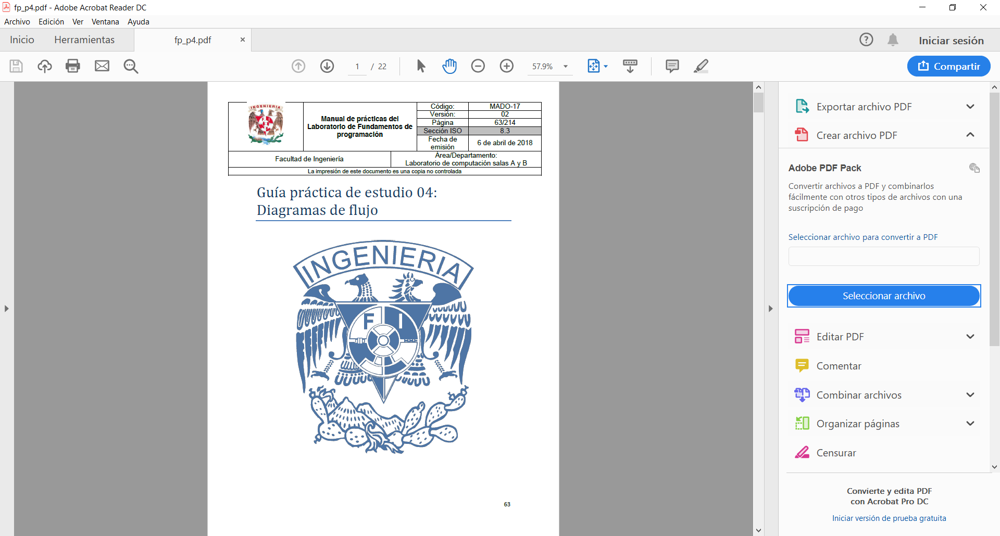 fp_p4.pdf - Adobe Acrobat Reader DC
Archivo Edición Ver Ventana Ayuda
Inicio Herramientas fp_p4.pdf Iniciar sesión
1 / 22 57.9% Compartir
INGENIERIA
F I
Manual de prácticas del
Laboratorio de Fundamentos de
programación
Código: MADO-17
Versión: 02
Página 63/214
Sección ISO 8.3
Fecha de
emisión
6 de abril de 2018
Facultad de Ingeniería
Área/Departamento:
Laboratorio de computación salas A y B
La impresión de este documento es una copia no controlada
Guía práctica de estudio 04:
Diagramas de flujo
INGENIERIA
F I
63
Exportar archivo PDF
Crear archivo PDF
Adobe PDF Pack
Convertir archivos a PDF y combinarlos
fácilmente con otros tipos de archivos con una
suscripción de pago
Seleccionar archivo para convertir a PDF
Seleccionar archivo
Editar PDF
Comentar
Combinar archivos
Organizar páginas
Censurar
Convierte y edita PDF
con Acrobat Pro DC
Iniciar versión de prueba gratuita